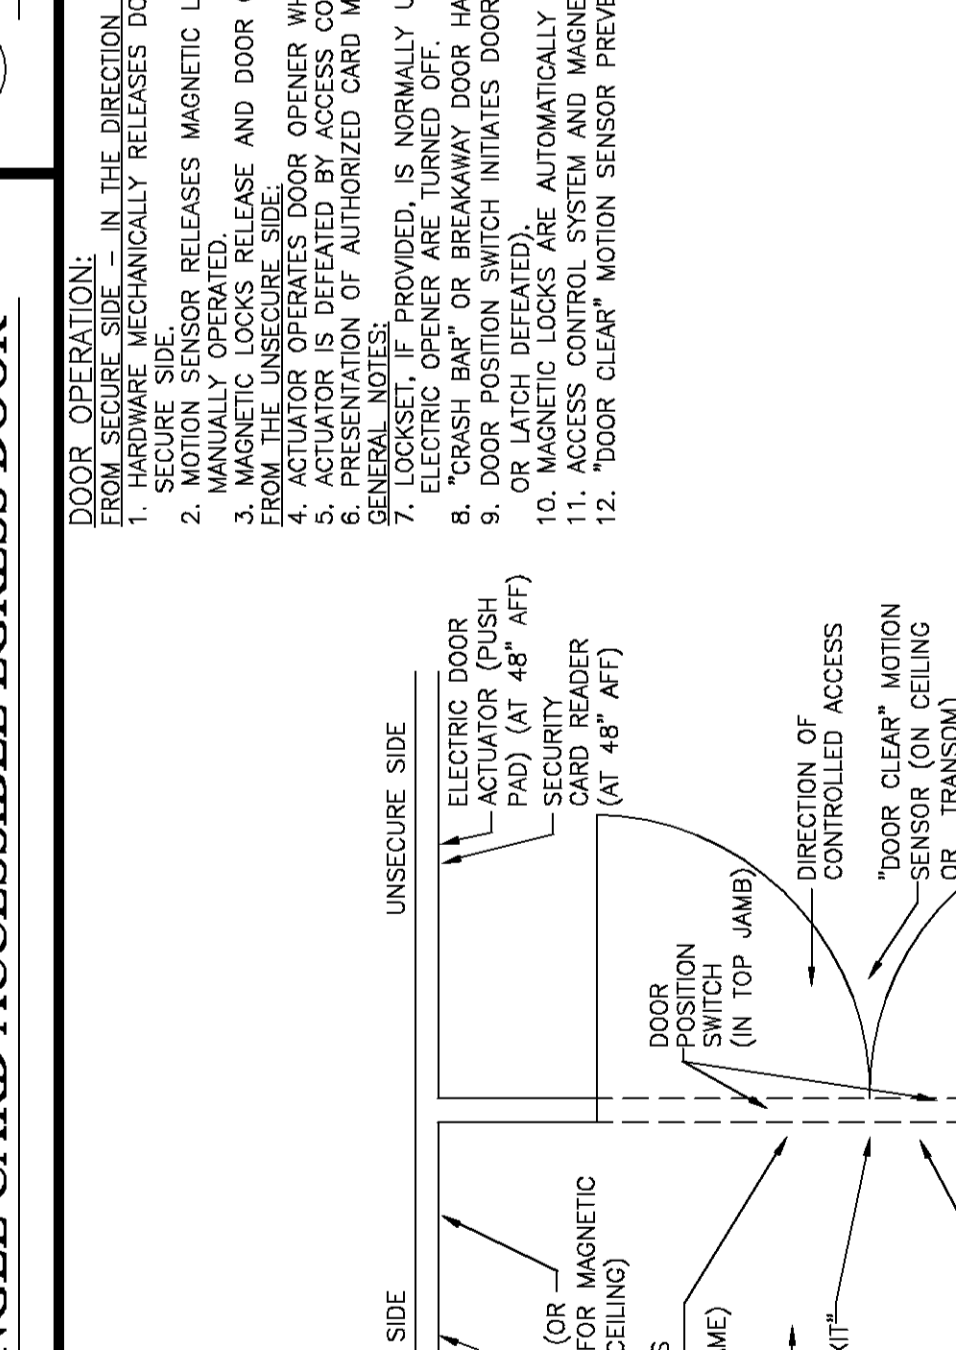 DOOR OPERATION:
FROM SECURE SIDE – IN THE DIRECTION
1. HARDWARE MECHANICALLY RELEASES
SECURE SIDE.
2. MOTION SENSOR RELEASES MAGNETIC
MANUALLY OPERATED.
3. MAGNETIC LOCKS RELEASE AND DOOR
FROM THE UNSECURE SIDE:
4. ACTUATOR OPERATES DOOR OPENER
5. ACTUATOR IS DEFEATED BY ACCESS
6. PRESENTATION OF AUTHORIZED CARD
GENERAL NOTES:
7. LOCKSET, IF PROVIDED, IS NORMALLY
ELECTRIC OPENER ARE TURNED OFF.
8. "CRASH BAR" OR BREAKAWAY DOOR
9. DOOR POSITION SWITCH INITIATES DOOR
OR LATCH DEFEATED).
10. MAGNETIC LOCKS ARE AUTOMATICALLY
11. ACCESS CONTROL SYSTEM AND
12. "DOOR CLEAR" MOTION SENSOR
UNSECURE SIDE
ELECTRIC DOOR
ACTUATOR (PUSH
PAD) (AT 48" AFF)
SECURITY
CARD READER
(AT 48" AFF)
DOOR
POSITION
SWITCH
(IN TOP JAMB)
DIRECTION OF
CONTROLLED ACCESS
"DOOR CLEAR" MOTION
SENSOR (ON CEILING
OR TRANSOM)
SIDE
(OR
FOR MAGNETIC
CEILING)